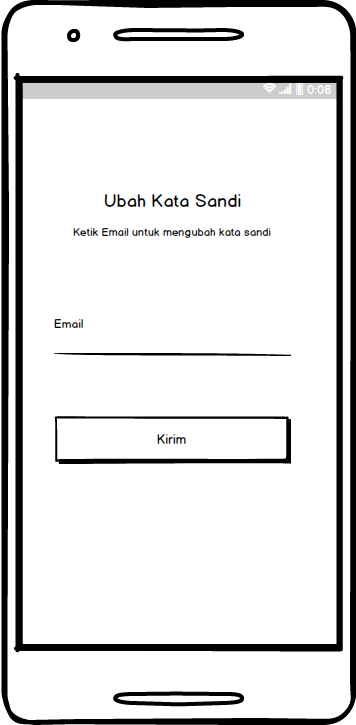 0:08
Ubah Kata Sandi
Ketik Email untuk mengubah kata sandi
Email
Kirim